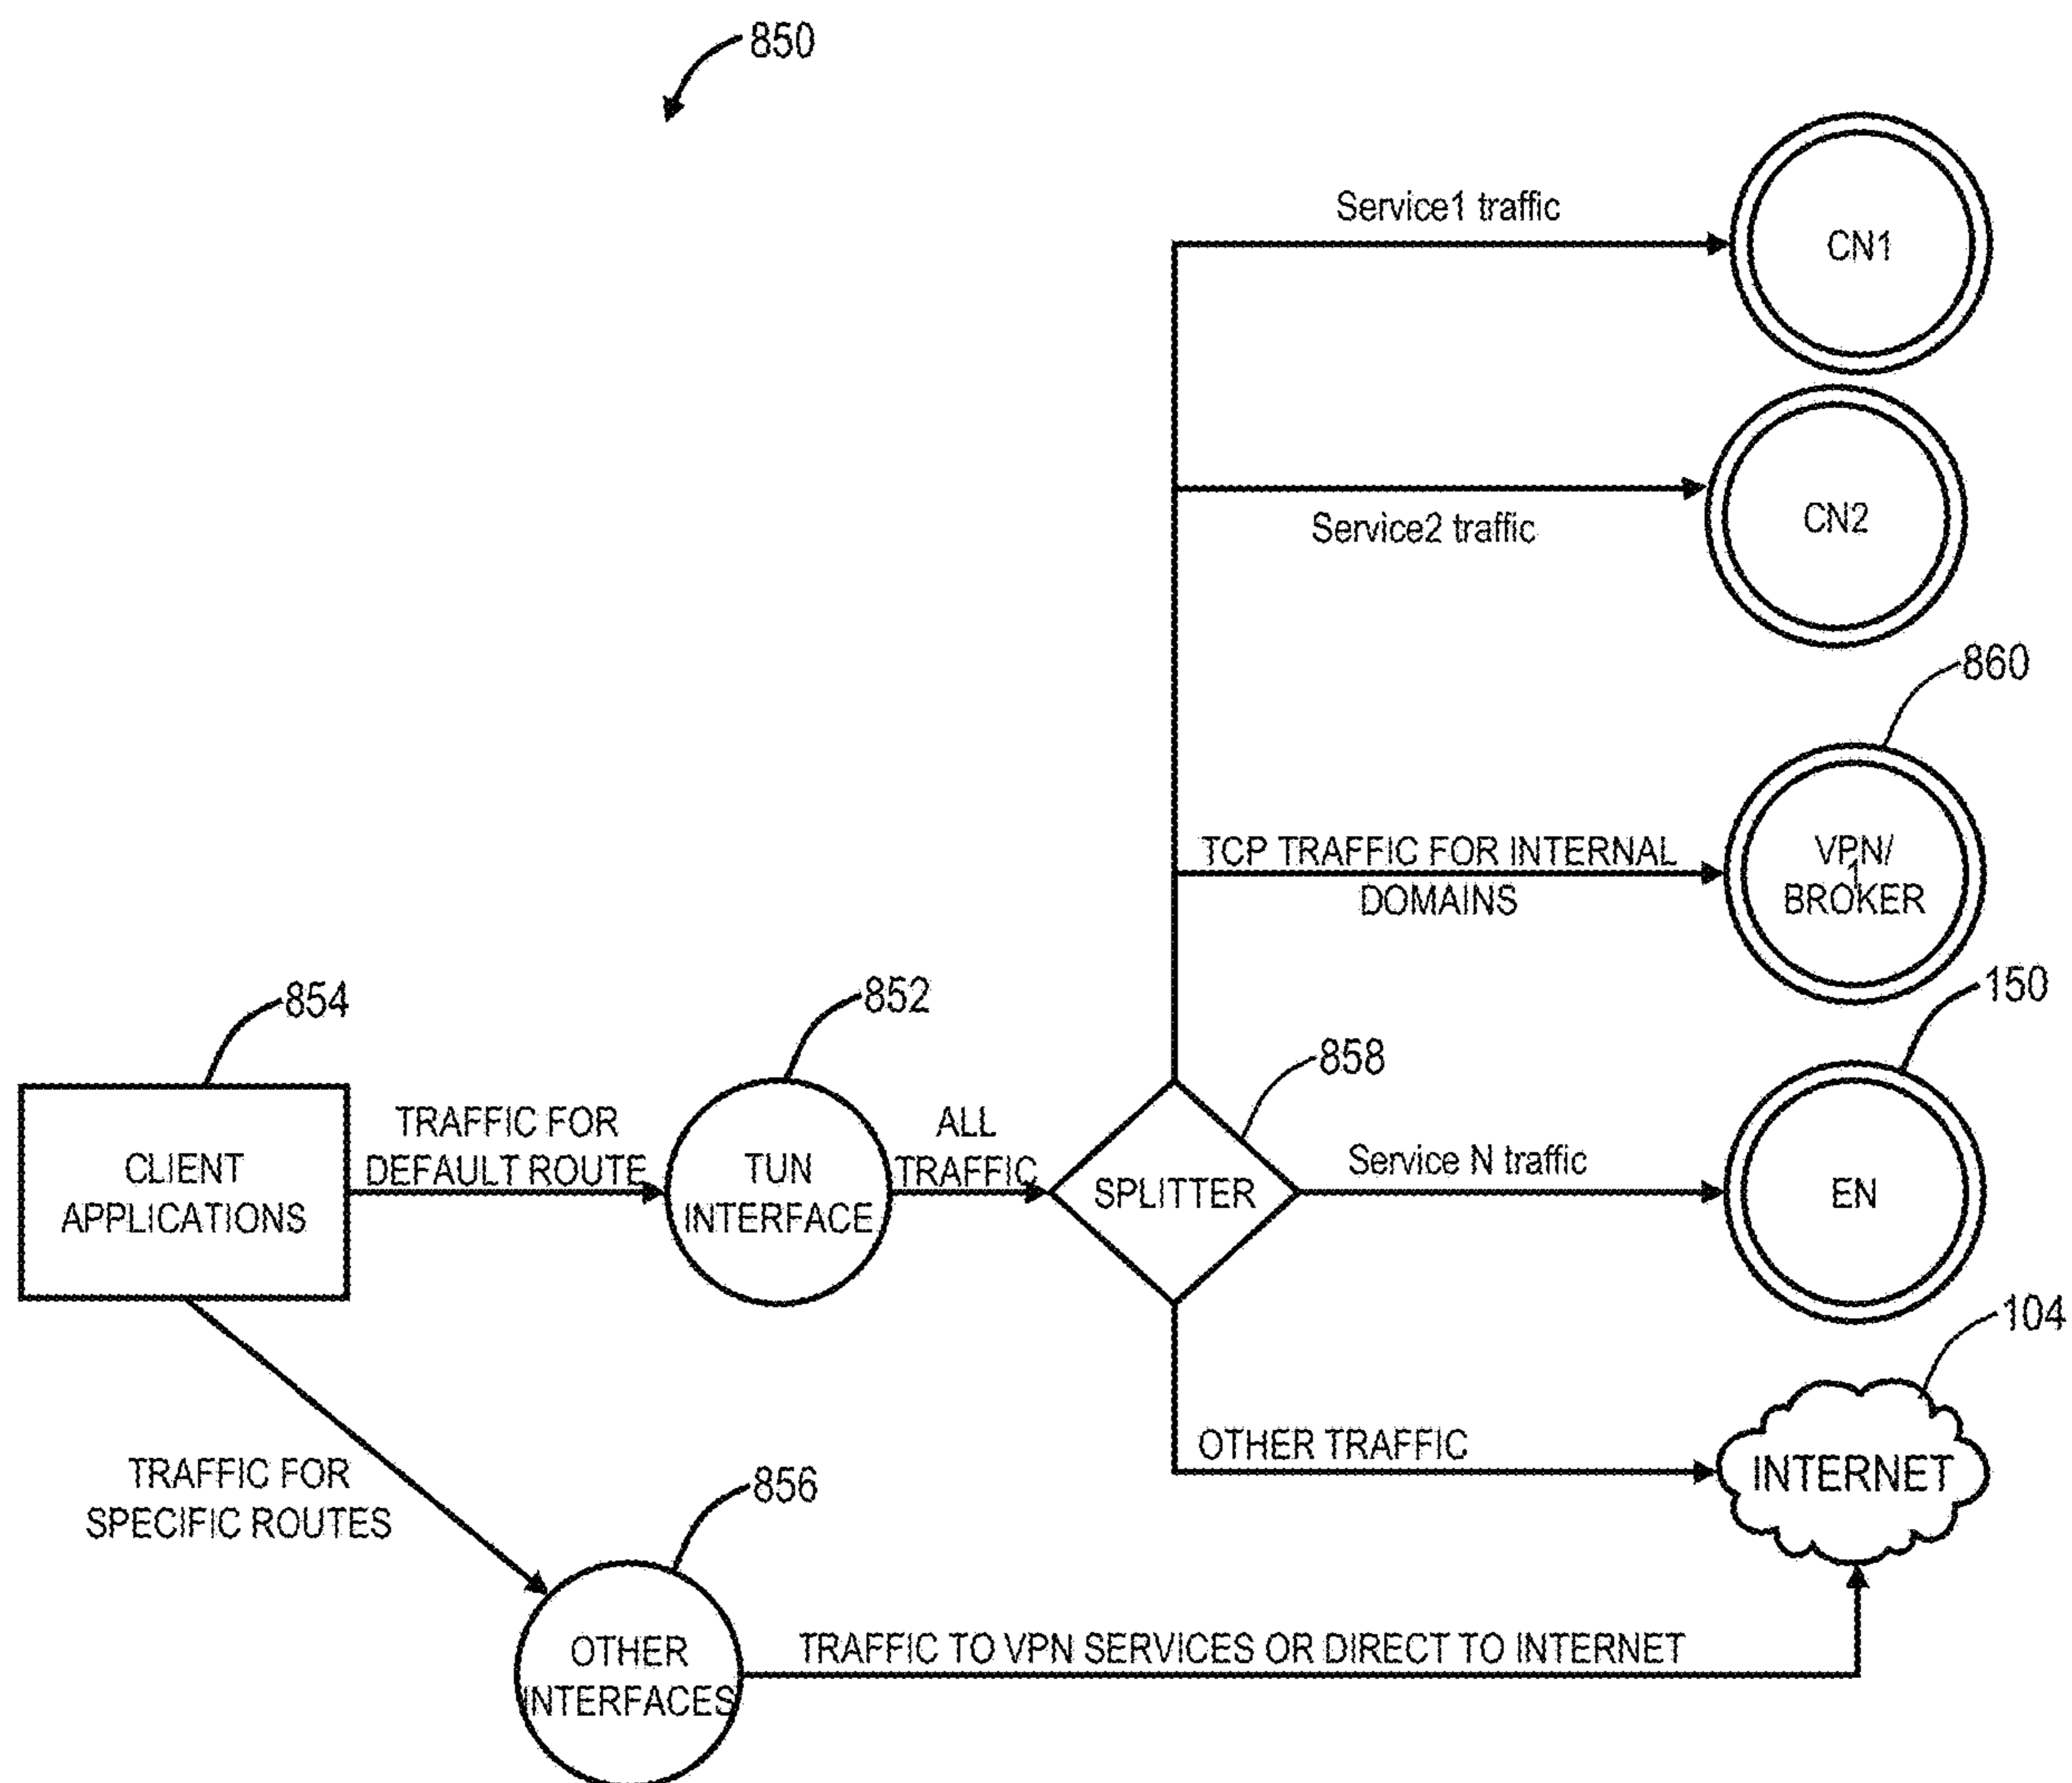 850
Service1 traffic
CN1
Service2 traffic
CN2
860
TCP TRAFFIC FOR INTERNAL
DOMAINS
VPN/
1
BROKER
150
854
852
858
TRAFFIC FOR
DEFAULT ROUTE
ALL
TRAFFIC
CLIENT
APPLICATIONS
TUN
INTERFACE
SPLITTER
Service N traffic
EN
104
OTHER TRAFFIC
INTERNET
TRAFFIC FOR
SPECIFIC ROUTES
856
OTHER
INTERFACES
TRAFFIC TO VPN SERVICES OR DIRECT TO INTERNET